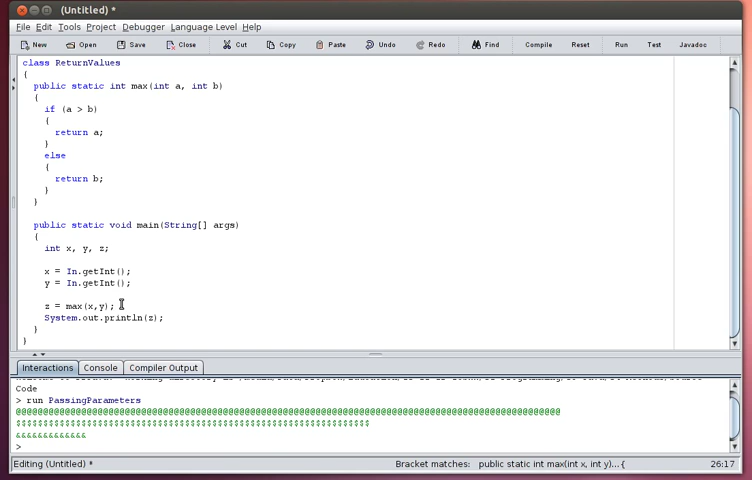 (Untitled) *
File Edit Tools Project Debugger Language Level Help
New Open Save Close Cut Copy Paste Undo Redo Find Compile Reset Run Test Javadoc
class ReturnValues
{
public static int max(int a, int b)
{
if (a > b)
{
return a;
}
else
{
return b;
}
}
public static void main(String[] args)
{
int x, y, z;
x = In.getInt();
y = In.getInt();
z = max(x,y);
System.out.println(z);
}
}
Interactions Console Compiler Output
Code
> run PassingParameters
>
Editing (Untitled) * Bracket matches: public static int max(int x, int y)...{ 26:17